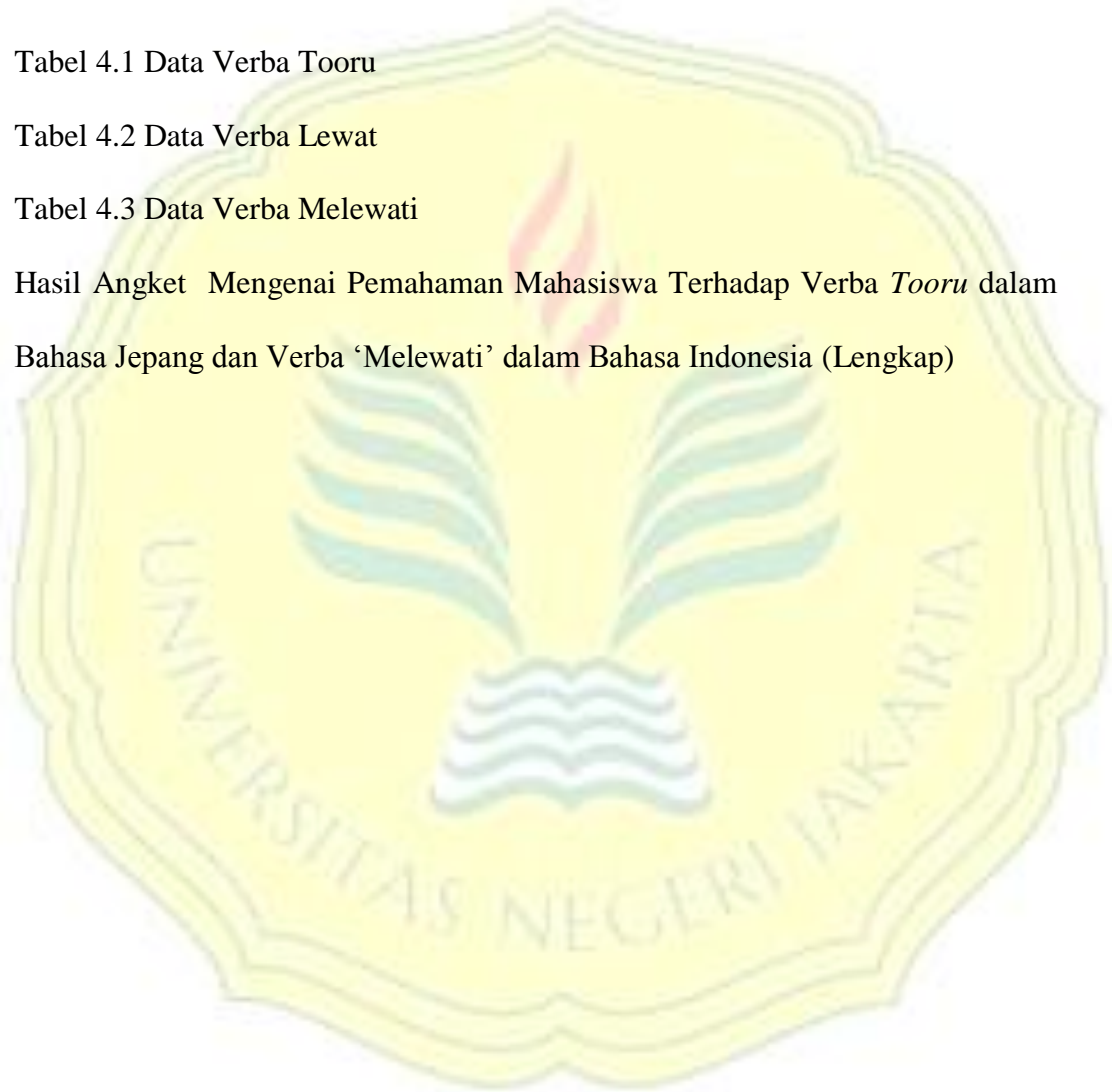 Tabel 4.1 Data Verba Tooru
Tabel 4.2 Data Verba Lewat
Tabel 4.3 Data Verba Melewati
Hasil Angket Mengenai Pemahaman Mahasiswa Terhadap Verba Tooru dalam
Bahasa Jepang dan Verba ‘Melewati’ dalam Bahasa Indonesia (Lengkap)
UNIVERSITAS NEGERI JAKARTA